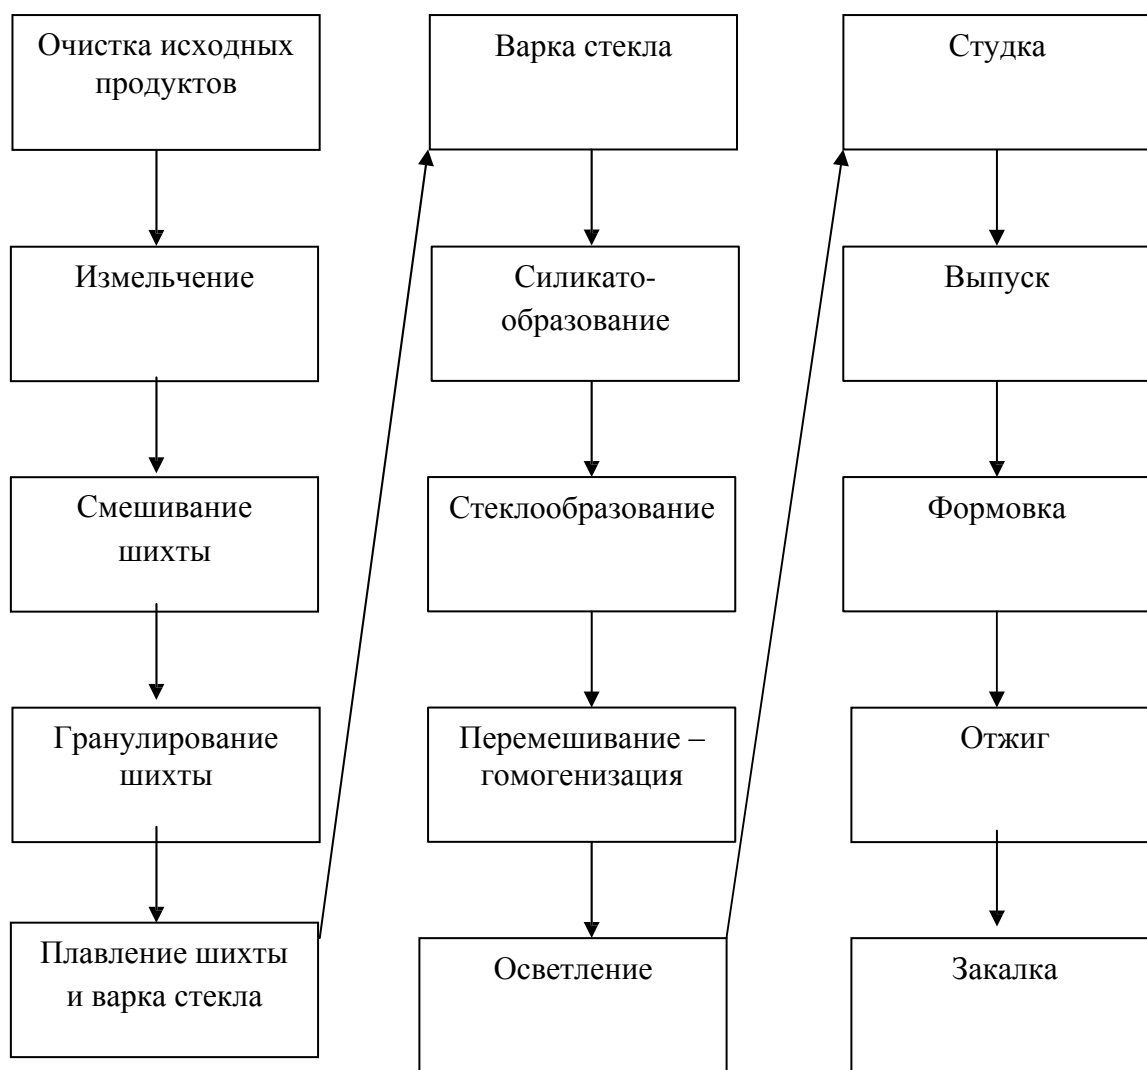 Очистка исходных
продуктов
Измельчение
Смешивание
шихты
Гранулирование
шихты
Плавление шихты
и варка стекла
Варка стекла
Силикато-
образование
Стеклообразование
Перемешивание –
гомогенизация
Осветление
Студка
Выпуск
Формовка
Отжиг
Закалка